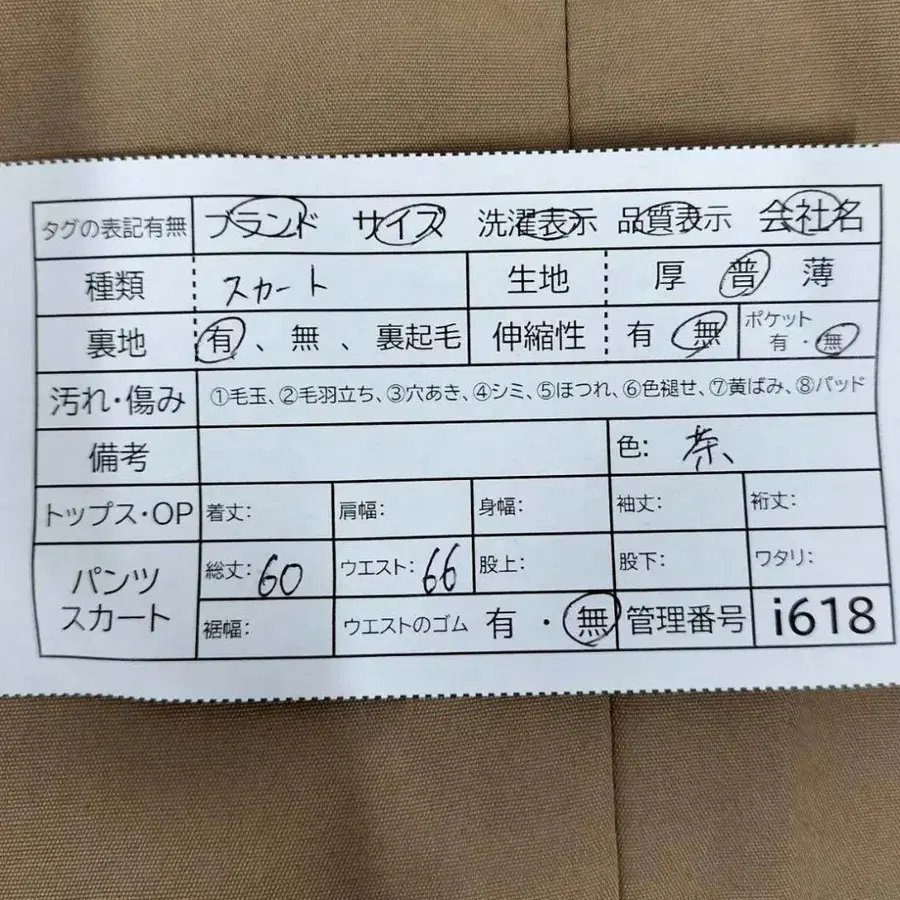 タグの表記有無 ブランド サイズ 洗濯表示 品質表示 会社名
種類 スカート 生地 厚 普 薄
裏地 有、無、裏起毛 伸縮性 有 無 ポケット 有・無
汚れ・傷み ①毛玉、②毛羽立ち、③穴あき、④シミ、⑤ほつれ、⑥色褪せ、⑦黄ばみ、⑧パッド
備考 色: 茶、
トップス・OP 着丈: 肩幅: 身幅: 袖丈: 裄丈:
パンツ スカート 総丈: 60 ウエスト: 66 股上: 股下: ワタリ:
裾幅: ウエストのゴム 有・無 管理番号 i618